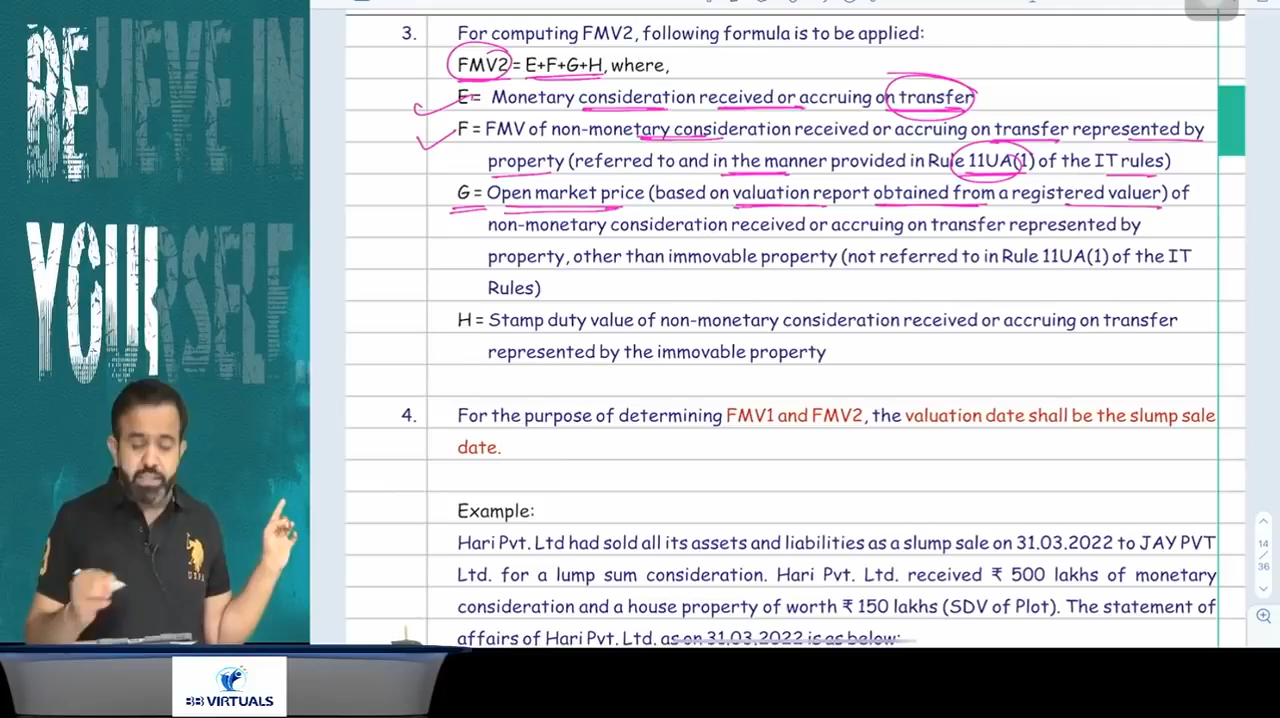 BELIEVE IN
YOURSELF.
3. For computing FMV2, following formula is to be applied:
FMV2 = E+F+G+H, where,
E= Monetary consideration received or accruing on transfer
F = FMV of non-monetary consideration received or accruing on transfer represented by
property (referred to and in the manner provided in Rule 11UA(1) of the IT rules)
G = Open market price (based on valuation report obtained from a registered valuer) of
non-monetary consideration received or accruing on transfer represented by
property, other than immovable property (not referred to in Rule 11UA(1) of the IT
Rules)
H = Stamp duty value of non-monetary consideration received or accruing on transfer
represented by the immovable property
4. For the purpose of determining FMV1 and FMV2, the valuation date shall be the slump sale
date.
Example:
Hari Pvt. Ltd had sold all its assets and liabilities as a slump sale on 31.03.2022 to JAY PVT
Ltd. for a lump sum consideration. Hari Pvt. Ltd. received ₹ 500 lakhs of monetary
consideration and a house property of worth ₹ 150 lakhs (SDV of Plot). The statement of
affairs of Hari Pvt. Ltd. as on 31.03.2022 is as below:
14
/
36
USPA
BB VIRTUALS